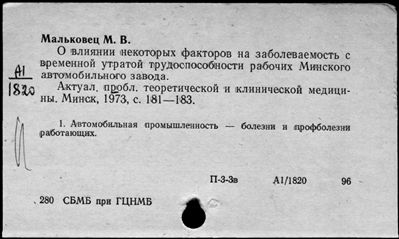 Мальковец М. В.
О влиянии некоторых факторов на заболеваемость с
временной утратой трудоспособности рабочих Минского
автомобильного завода.
А1
1820
Актуал. пробл. теоретической и клинической медици-
ны. Минск, 1973, с. 181—183.
1. Автомобильная промышленность — болезни и профболезни
работающих.
П-3-3в А1/1820 96
280 СБМБ при ГЦНМБ